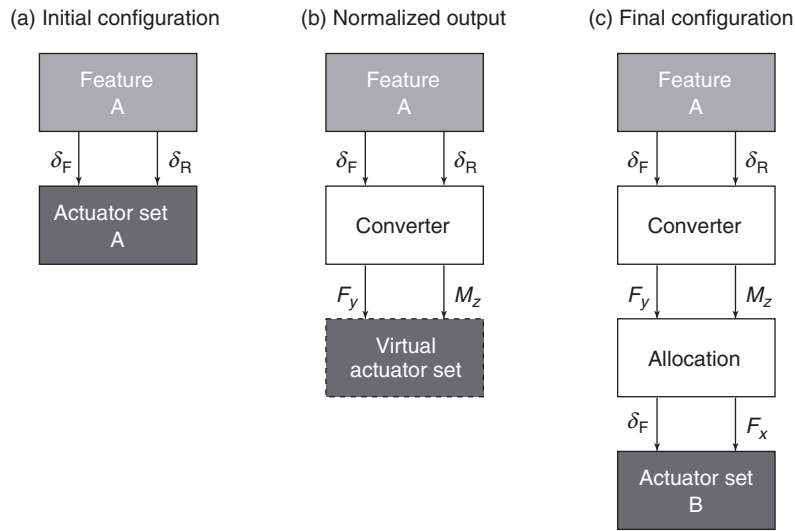 (a) Initial configuration
Feature
A
δF
δR
Actuator set
A
(b) Normalized output
Feature
A
δF
δR
Converter
Fy
Mz
Virtual
actuator set
(c) Final configuration
Feature
A
δF
δR
Converter
Fy
Mz
Allocation
δF
Fx
Actuator set
B